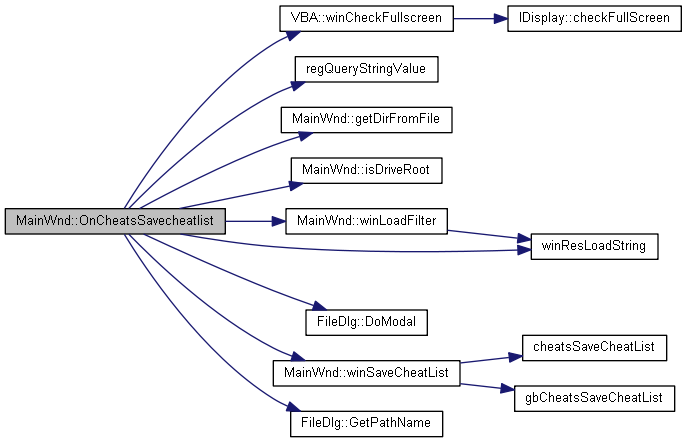 VBA::winCheckFullscreen
IDisplay::checkFullScreen
regQueryStringValue
MainWnd::getDirFromFile
MainWnd::isDriveRoot
MainWnd::OnCheatsSavecheatlist
MainWnd::winLoadFilter
winResLoadString
FileDlg::DoModal
cheatsSaveCheatList
MainWnd::winSaveCheatList
gbCheatsSaveCheatList
FileDlg::GetPathName